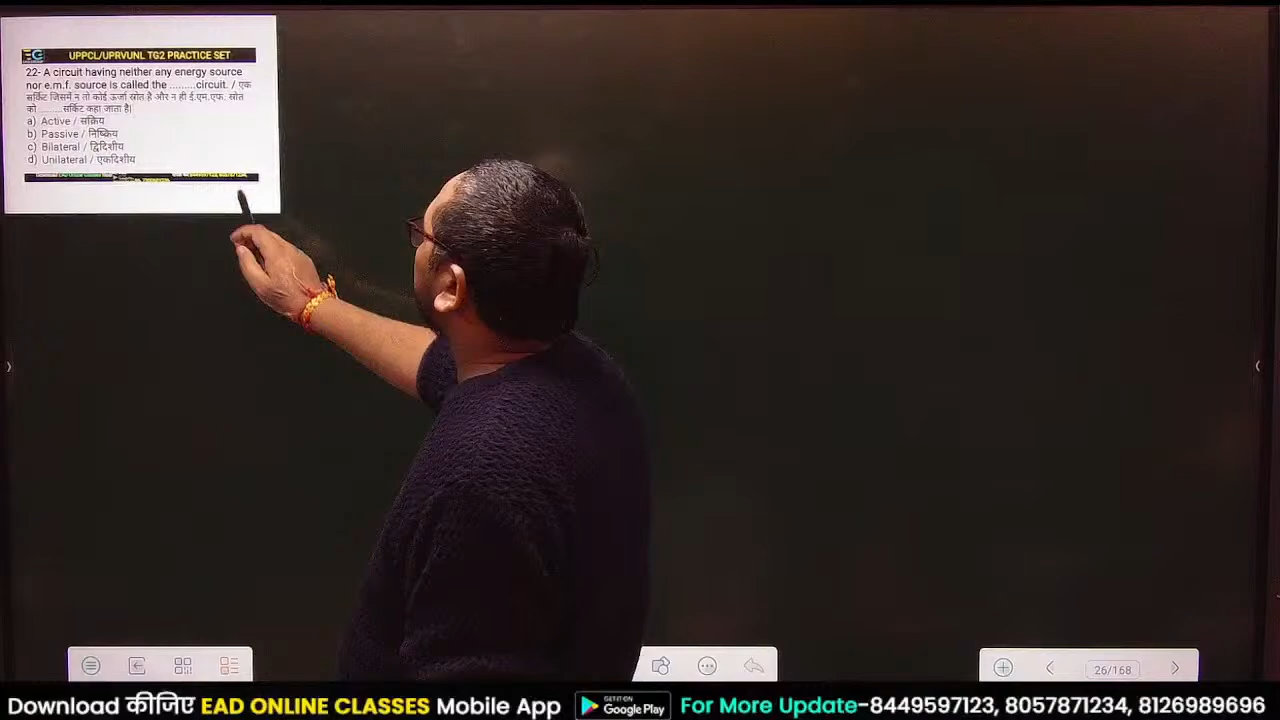 EG
UPPCL/UPRVUNL TG2 PRACTICE SET
22- A circuit having neither any energy source
nor e.m.f. source is called the .........circuit. / एक
सर्किट जिसमें न तो कोई ऊर्जा स्रोत है और न ही ई.एम.एफ. स्रोत
को .........सर्किट कहा जाता है|
a) Active / सक्रिय
b) Passive / निष्क्रिय
c) Bilateral / द्विदिशीय
d) Unilateral / एकदिशीय
26/168
Download कीजिए EAD ONLINE CLASSES Mobile App GET IT ON Google Play For More Update-8449597123, 8057871234, 8126989696